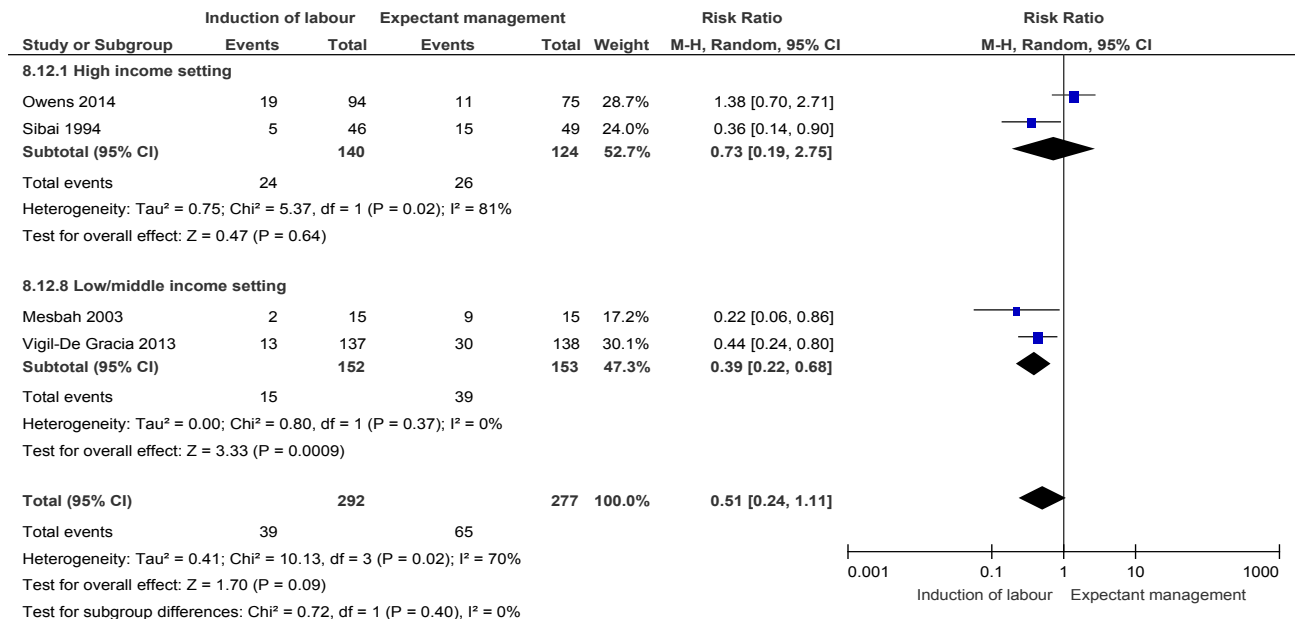 Induction of labour Expectant management Risk Ratio Risk Ratio
Study or Subgroup Events Total Events Total Weight M-H, Random, 95% CI M-H, Random, 95% CI
8.12.1 High income setting
Owens 2014 19 94 11 75 28.7% 1.38 [0.70, 2.71]
Sibai 1994 5 46 15 49 24.0% 0.36 [0.14, 0.90]
Subtotal (95% CI) 140 124 52.7% 0.73 [0.19, 2.75]
Total events 24 26
Heterogeneity: Tau² = 0.75; Chi² = 5.37, df = 1 (P = 0.02); I² = 81%
Test for overall effect: Z = 0.47 (P = 0.64)
8.12.8 Low/middle income setting
Mesbah 2003 2 15 9 15 17.2% 0.22 [0.06, 0.86]
Vigil-De Gracia 2013 13 137 30 138 30.1% 0.44 [0.24, 0.80]
Subtotal (95% CI) 152 153 47.3% 0.39 [0.22, 0.68]
Total events 15 39
Heterogeneity: Tau² = 0.00; Chi² = 0.80, df = 1 (P = 0.37); I² = 0%
Test for overall effect: Z = 3.33 (P = 0.0009)
Total (95% CI) 292 277 100.0% 0.51 [0.24, 1.11]
Total events 39 65
Heterogeneity: Tau² = 0.41; Chi² = 10.13, df = 3 (P = 0.02); I² = 70%
Test for overall effect: Z = 1.70 (P = 0.09)
Test for subgroup differences: Chi² = 0.72, df = 1 (P = 0.40), I² = 0%
0.001 0.1 1 10 1000
Induction of labour Expectant management